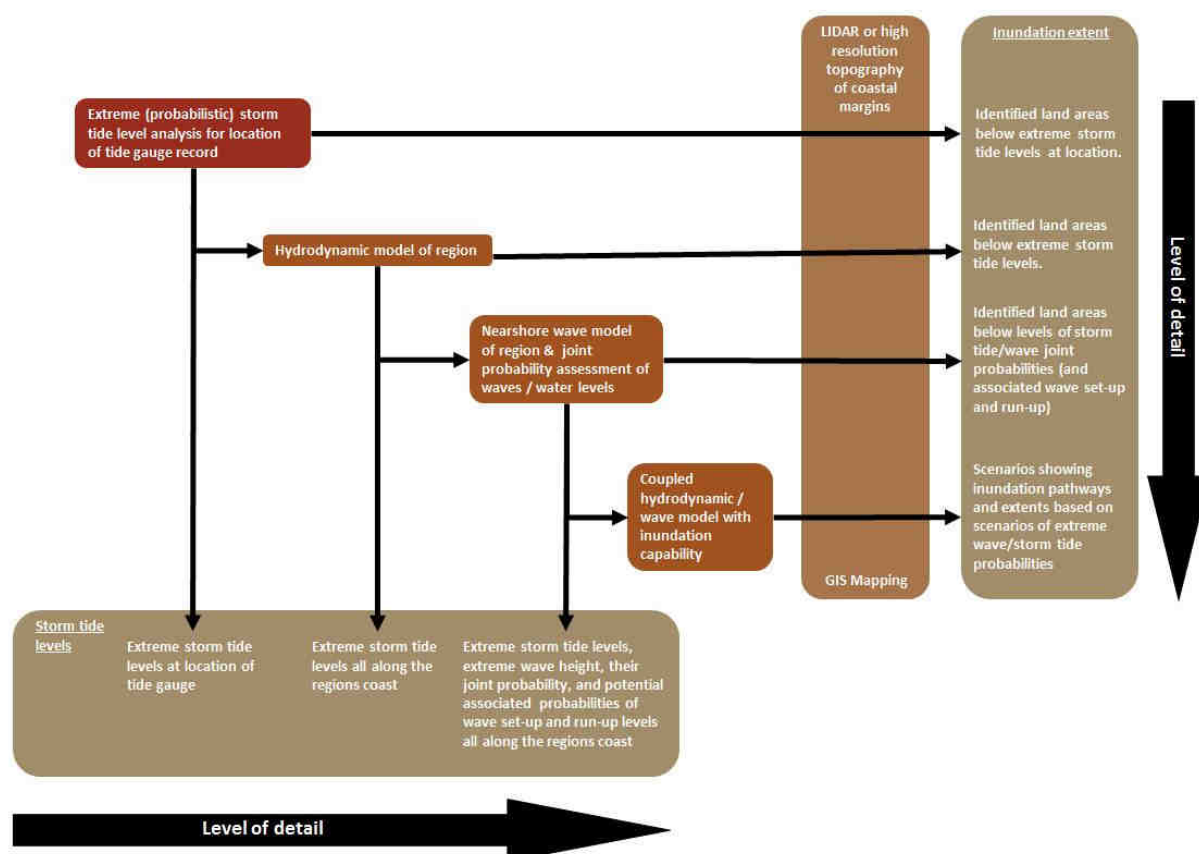 LIDAR or high
resolution
topography
of coastal
margins
Inundation extent
Extreme (probabilistic) storm
tide level analysis for location
of tide gauge record
Identified land areas
below extreme storm
tide levels at location.
Hydrodynamic model of region
Identified land areas
below extreme storm
tide levels.
Level of detail
Nearshore wave model
of region & joint
probability assessment of
waves / water levels
Identified land areas
below levels of storm
tide/wave joint
probabilities (and
associated wave set-up
and run-up)
Coupled
hydrodynamic /
wave model with
inundation
capability
Scenarios showing
inundation pathways
and extents based on
scenarios of extreme
wave/storm tide
probabilities
GIS Mapping
Storm tide
levels
Extreme storm tide
levels at location of
tide gauge
Extreme storm tide
levels all along the
regions coast
Extreme storm tide levels,
extreme wave height, their
joint probability, and potential
associated probabilities of
wave set-up and run-up levels
all along the regions coast
Level of detail